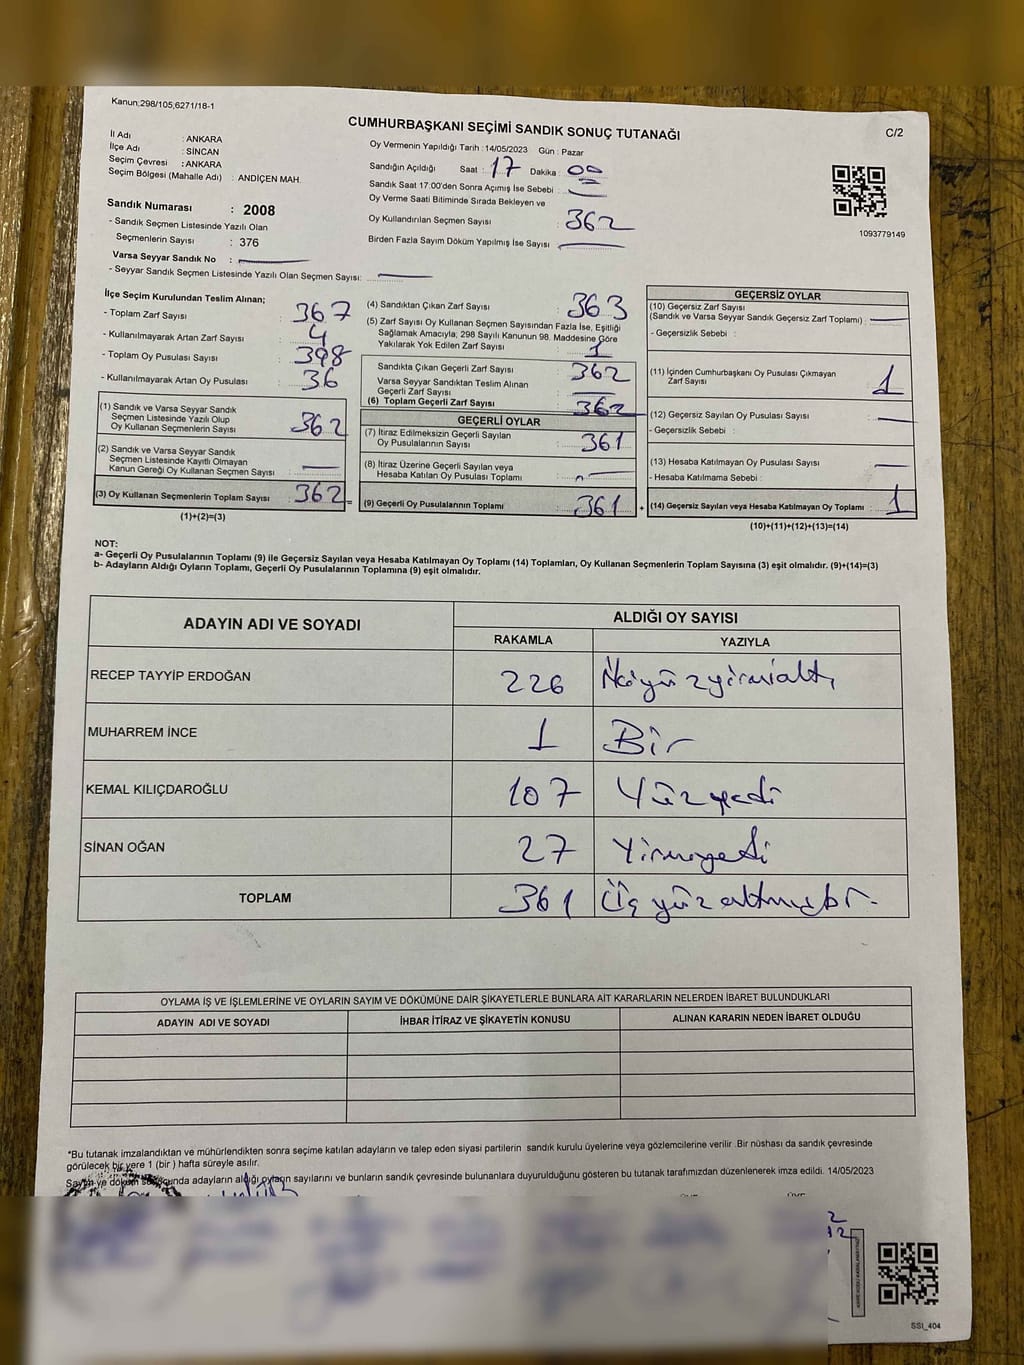 Kanun;298/105,6271/18-1
CUMHURBAŞKANI SEÇİMİ SANDIK SONUÇ TUTANAĞI
C/2
İl Adı : ANKARA
İlçe Adı : SİNCAN
Seçim Çevresi : ANKARA
Seçim Bölgesi (Mahalle Adı) : ANDİÇEN MAH.
Sandık Numarası : 2008
- Sandık Seçmen Listesinde Yazılı Olan
Seçmenlerin Sayısı : 376
Varsa Seyyar Sandık No :
- Seyyar Sandık Seçmen Listesinde Yazılı Olan Seçmen Sayısı:
Oy Vermenin Yapıldığı Tarih : 14/05/2023 Gün : Pazar
Sandığın Açıldığı Saat : 17 Dakika : 00
Sandık Saat 17:00'den Sonra Açımış İse Sebebi :
Oy Verme Saati Bitiminde Sırada Bekleyen ve
Oy Kullandırılan Seçmen Sayısı : 362
Birden Fazla Sayım Döküm Yapılmış İse Sayısı :
1093779149
İlçe Seçim Kurulundan Teslim Alınan;
- Toplam Zarf Sayısı : 367
- Kullanılmayarak Artan Zarf Sayısı : 4
- Toplam Oy Pusulası Sayısı : 398
- Kullanılmayarak Artan Oy Pusulası : 36
(1) Sandık ve Varsa Seyyar Sandık
Seçmen Listesinde Yazılı Olup
Oy Kullanan Seçmenlerin Sayısı : 362
(2) Sandık ve Varsa Seyyar Sandık
Seçmen Listesinde Kayıtlı Olmayan
Kanun Gereği Oy Kullanan Seçmen Sayısı :
(3) Oy Kullanan Seçmenlerin Toplam Sayısı : 362 =
(1)+(2)=(3)
(4) Sandıktan Çıkan Zarf Sayısı : 363
(5) Zarf Sayısı Oy Kullanan Seçmen Sayısından Fazla İse, Eşitliği
Sağlamak Amacıyla; 298 Sayılı Kanunun 98. Maddesine Göre
Yakılarak Yok Edilen Zarf Sayısı : 1
Sandıkta Çıkan Geçerli Zarf Sayısı : 362
Varsa Seyyar Sandıktan Teslim Alınan
Geçerli Zarf Sayısı :
(6) Toplam Geçerli Zarf Sayısı : 362
GEÇERLİ OYLAR
(7) İtiraz Edilmeksizin Geçerli Sayılan
Oy Pusulalarının Sayısı : 361
(8) İtiraz Üzerine Geçerli Sayılan veya
Hesaba Katılan Oy Pusulası Toplamı :
(9) Geçerli Oy Pusulalarının Toplamı : 361 +
GEÇERSİZ OYLAR
(10) Geçersiz Zarf Sayısı
(Sandık ve Varsa Seyyar Sandık Geçersiz Zarf Toplamı) :
- Geçersizlik Sebebi :
(11) İçinden Cumhurbaşkanı Oy Pusulası Çıkmayan
Zarf Sayısı : 1
(12) Geçersiz Sayılan Oy Pusulası Sayısı :
- Geçersizlik Sebebi :
(13) Hesaba Katılmayan Oy Pusulası Sayısı :
- Hesaba Katılmama Sebebi :
(14) Geçersiz Sayılan veya Hesaba Katılmayan Oy Toplamı : 1
(10)+(11)+(12)+(13)=(14)
NOT:
a- Geçerli Oy Pusulalarının Toplamı (9) ile Geçersiz Sayılan veya Hesaba Katılmayan Oy Toplamı (14) Toplamları, Oy Kullanan Seçmenlerin Toplam Sayısına (3) eşit olmalıdır. (9)+(14)=(3)
b- Adayların Aldığı Oyların Toplamı, Geçerli Oy Pusulalarının Toplamına (9) eşit olmalıdır.
ADAYIN ADI VE SOYADI ALDIĞI OY SAYISI
RAKAMLA YAZIYLA
RECEP TAYYİP ERDOĞAN 226 İkiyüzyirmialtı
MUHARREM İNCE 1 Bir
KEMAL KILIÇDAROĞLU 107 Yüzyedi
SİNAN OĞAN 27 Yirmiyedi
TOPLAM 361 Üçyüzaltmışbir.
OYLAMA İŞ VE İŞLEMLERİNE VE OYLARIN SAYIM VE DÖKÜMÜNE DAİR ŞİKAYETLERLE BUNLARA AİT KARARLARIN NELERDEN İBARET BULUNDUKLARI
ADAYIN ADI VE SOYADI İHBAR İTİRAZ VE ŞİKAYETİN KONUSU ALINAN KARARIN NEDEN İBARET OLDUĞU
*Bu tutanak imzalandıktan ve mühürlendikten sonra seçime katılan adayların ve talep eden siyasi partilerin sandık kurulu üyelerine veya gözlemcilerine verilir .Bir nüshası da sandık çevresinde
görülecek bir yere 1 (bir ) hafta süreyle asılır.
Sayım ve döküm sonucunda adayların aldığı oyların sayılarını ve bunların sandık çevresinde bulunanlara duyurulduğunu gösteren bu tutanak tarafımızdan düzenlenerek imza edildi. 14/05/2023
SSI_404